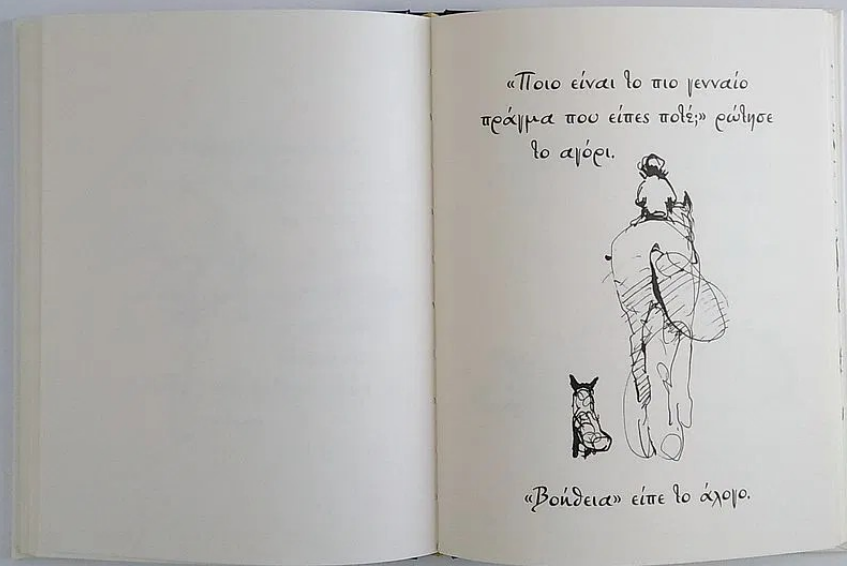 «Ποιο είναι το πιο γενναίο
πράγμα που είπες ποτέ;» ρώτησε
το αγόρι.
«Βοήθεια» είπε το άλογο.